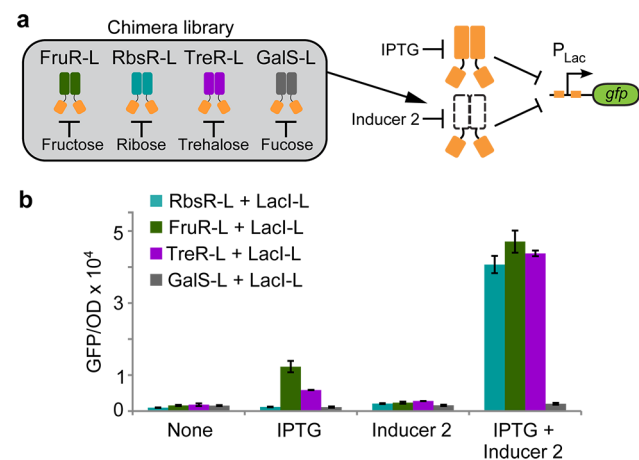 a
Chimera library
FruR-L RbsR-L TreR-L GalS-L
Fructose Ribose Trehalose Fucose
IPTG
Inducer 2
PLac
gfp
b
RbsR-L + LacI-L
FruR-L + LacI-L
TreR-L + LacI-L
GalS-L + LacI-L
GFP/OD x 10⁴
5
3
1
0
None IPTG Inducer 2 IPTG +
Inducer 2